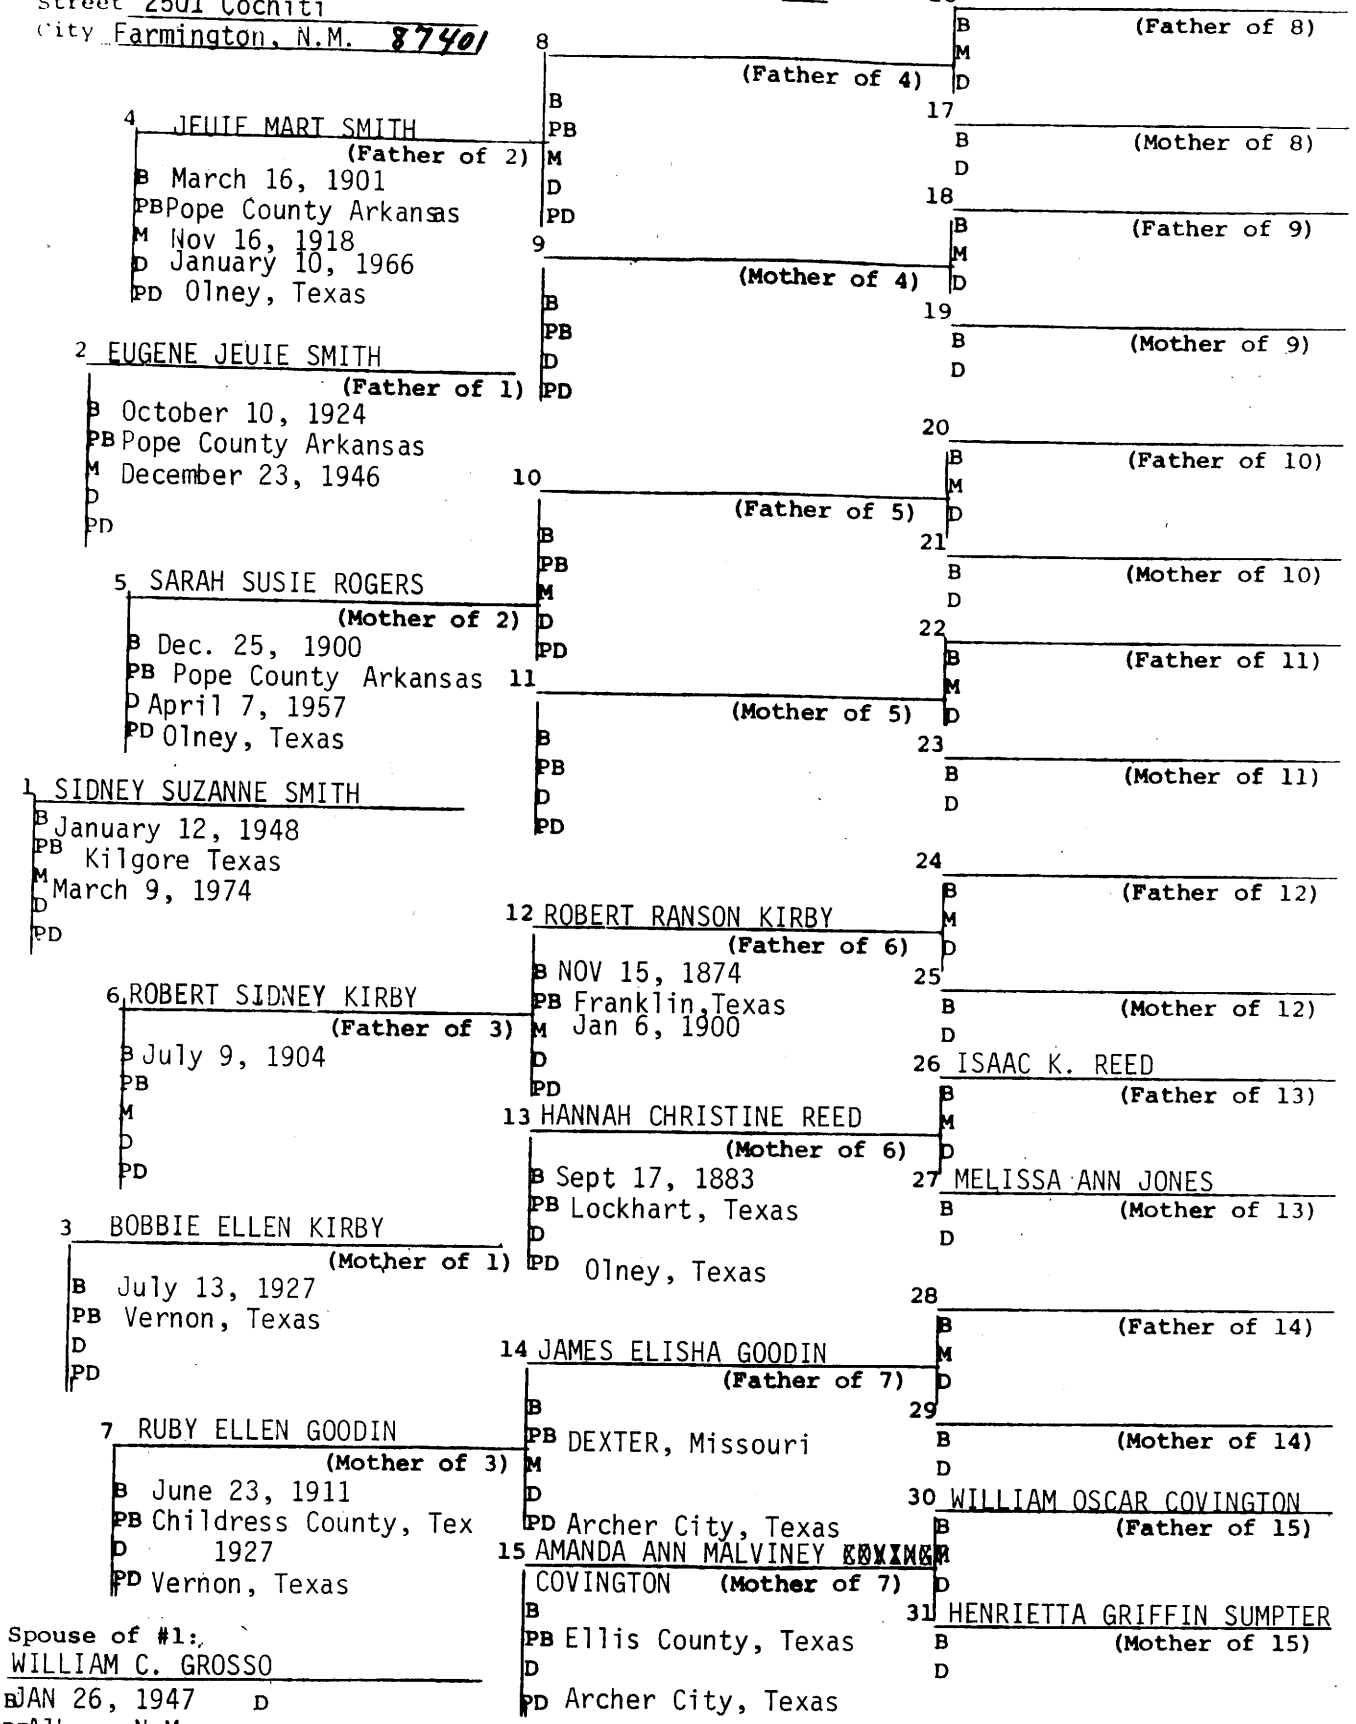 Street 2501 Cochiti
City Farmington, N.M. 87401
8
(Father of 4)
B
PB
M
D
PD
B
M
D
(Father of 8)
17
B
D
(Mother of 8)
4 JEUIE MART SMITH
(Father of 2)
B March 16, 1901
PB Pope County Arkansas
M Nov 16, 1918
D January 10, 1966
PD Olney, Texas
9
(Mother of 4)
B
PB
D
PD
18
B
M
D
(Father of 9)
19
B
D
(Mother of 9)
2 EUGENE JEUIE SMITH
(Father of 1)
B October 10, 1924
PB Pope County Arkansas
M December 23, 1946
D
PD
10
(Father of 5)
B
PB
M
D
PD
20
B
M
D
(Father of 10)
21
B
D
(Mother of 10)
5 SARAH SUSIE ROGERS
(Mother of 2)
B Dec. 25, 1900
PB Pope County Arkansas
D April 7, 1957
PD Olney, Texas
11
(Mother of 5)
B
PB
D
PD
22
B
M
D
(Father of 11)
23
B
D
(Mother of 11)
1 SIDNEY SUZANNE SMITH
B January 12, 1948
PB Kilgore Texas
M March 9, 1974
D
PD
12 ROBERT RANSON KIRBY
(Father of 6)
B NOV 15, 1874
PB Franklin,Texas
M Jan 6, 1900
D
PD
24
B
M
D
(Father of 12)
25
B
D
(Mother of 12)
6 ROBERT SIDNEY KIRBY
(Father of 3)
B July 9, 1904
PB
M
D
PD
13 HANNAH CHRISTINE REED
(Mother of 6)
B Sept 17, 1883
PB Lockhart, Texas
D
PD Olney, Texas
26 ISAAC K. REED
B
M
D
(Father of 13)
27 MELISSA ANN JONES
B
D
(Mother of 13)
3 BOBBIE ELLEN KIRBY
(Mother of 1)
B July 13, 1927
PB Vernon, Texas
D
PD
14 JAMES ELISHA GOODIN
(Father of 7)
B
PB DEXTER, Missouri
M
D
PD Archer City, Texas
28
B
M
D
(Father of 14)
29
B
D
(Mother of 14)
7 RUBY ELLEN GOODIN
(Mother of 3)
B June 23, 1911
PB Childress County, Tex
D 1927
PD Vernon, Texas
15 AMANDA ANN MALVINEY
COVINGTON (Mother of 7)
B
PB Ellis County, Texas
D
PD Archer City, Texas
30 WILLIAM OSCAR COVINGTON
B
M
D
(Father of 15)
31 HENRIETTA GRIFFIN SUMPTER
B
D
(Mother of 15)
Spouse of #1:
WILLIAM C. GROSSO
B JAN 26, 1947 D